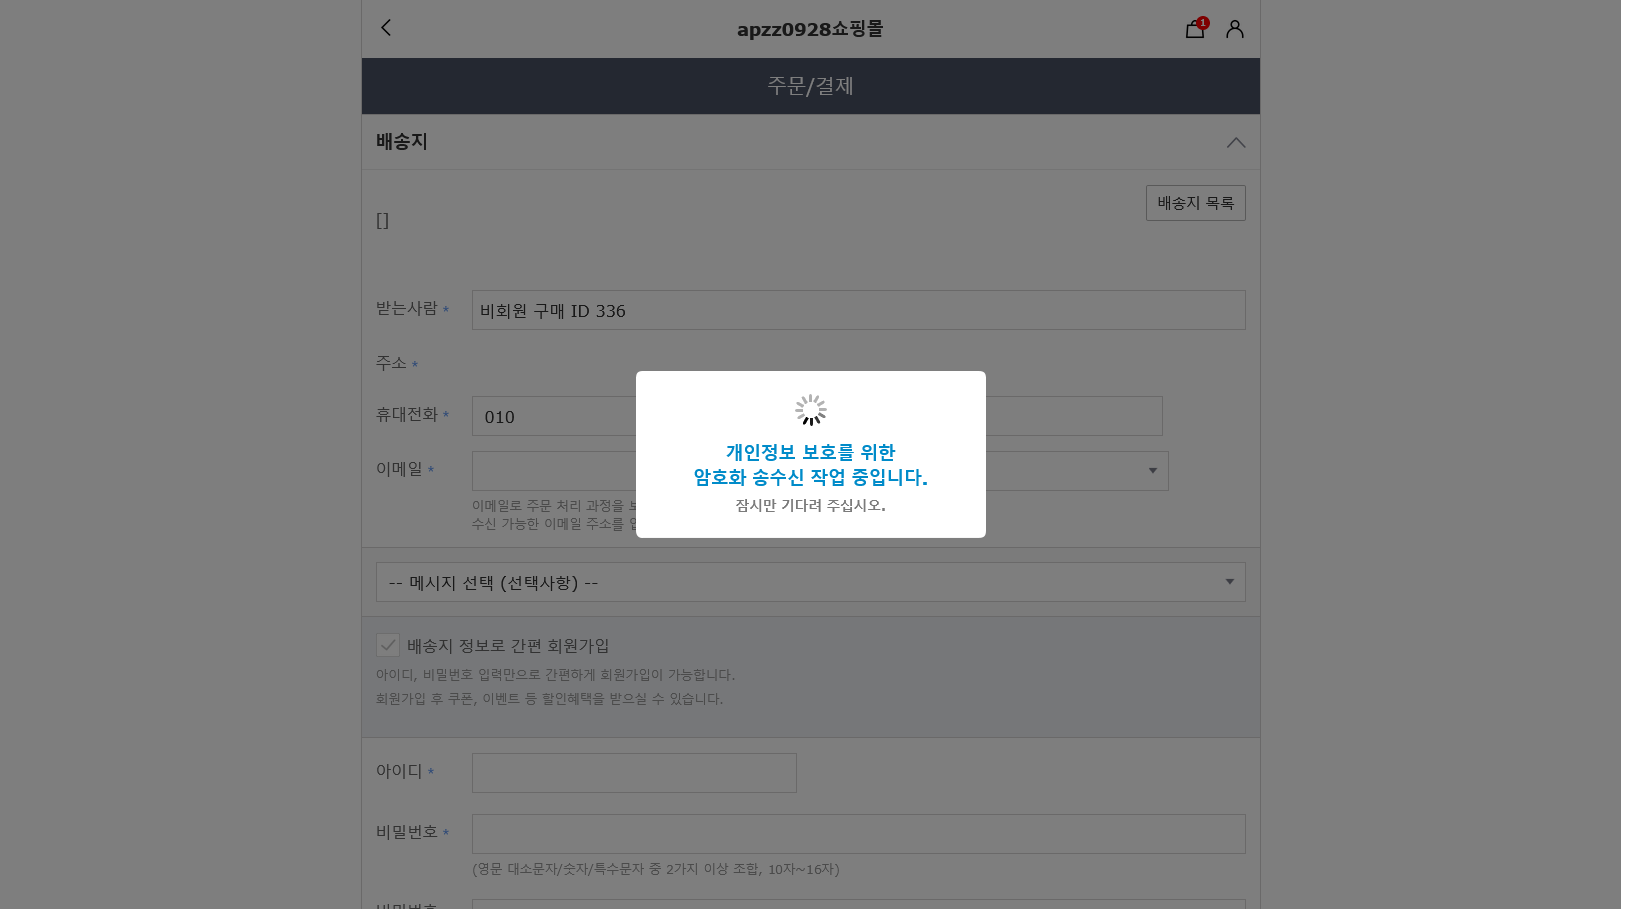 apzz0928쇼핑몰
1
주문/결제
배송지
배송지 목록
[]
받는사람 *
비회원 구매 ID 336
주소 *
휴대전화 *
010
이메일 *
이메일로 주문 처리 과정을
수신 가능한 이메일 주소를
개인정보 보호를 위한
암호화 송수신 작업 중입니다.
잠시만 기다려 주십시오.
-- 메시지 선택 (선택사항) --
배송지 정보로 간편 회원가입
아이디, 비밀번호 입력만으로 간편하게 회원가입이 가능합니다.
회원가입 후 쿠폰, 이벤트 등 할인혜택을 받으실 수 있습니다.
아이디 *
비밀번호 *
(영문 대소문자/숫자/특수문자 중 2가지 이상 조합, 10자~16자)